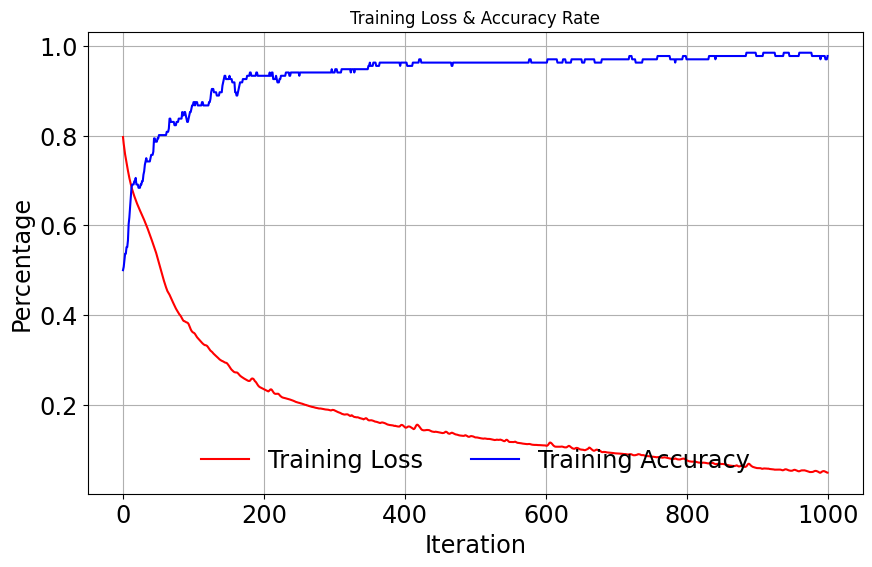 Training Loss & Accuracy Rate
1.0
0.8
0.6
0.4
0.2
Percentage
Training Loss Training Accuracy
0 200 400 600 800 1000
Iteration